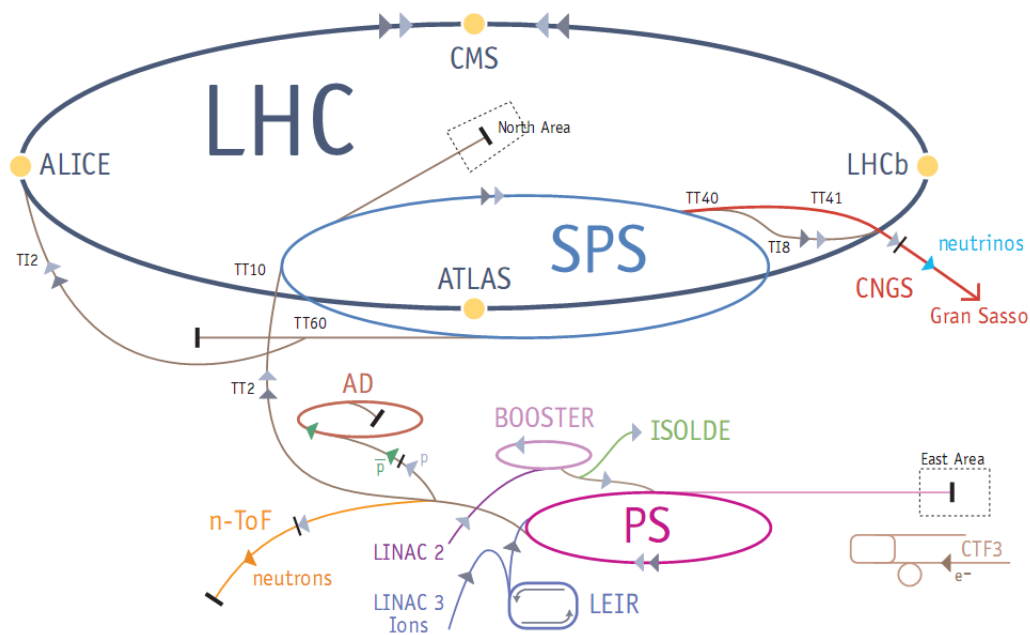 CMS
LHC
North Area
ALICE
LHCb
TT40
TT41
SPS
TI8
neutrinos
TI2
TT10
ATLAS
CNGS
Gran Sasso
TT60
TT2
AD
BOOSTER
ISOLDE
p
p̅
East Area
n-ToF
PS
LINAC 2
CTF3
neutrons
e-
LINAC 3
Ions
LEIR